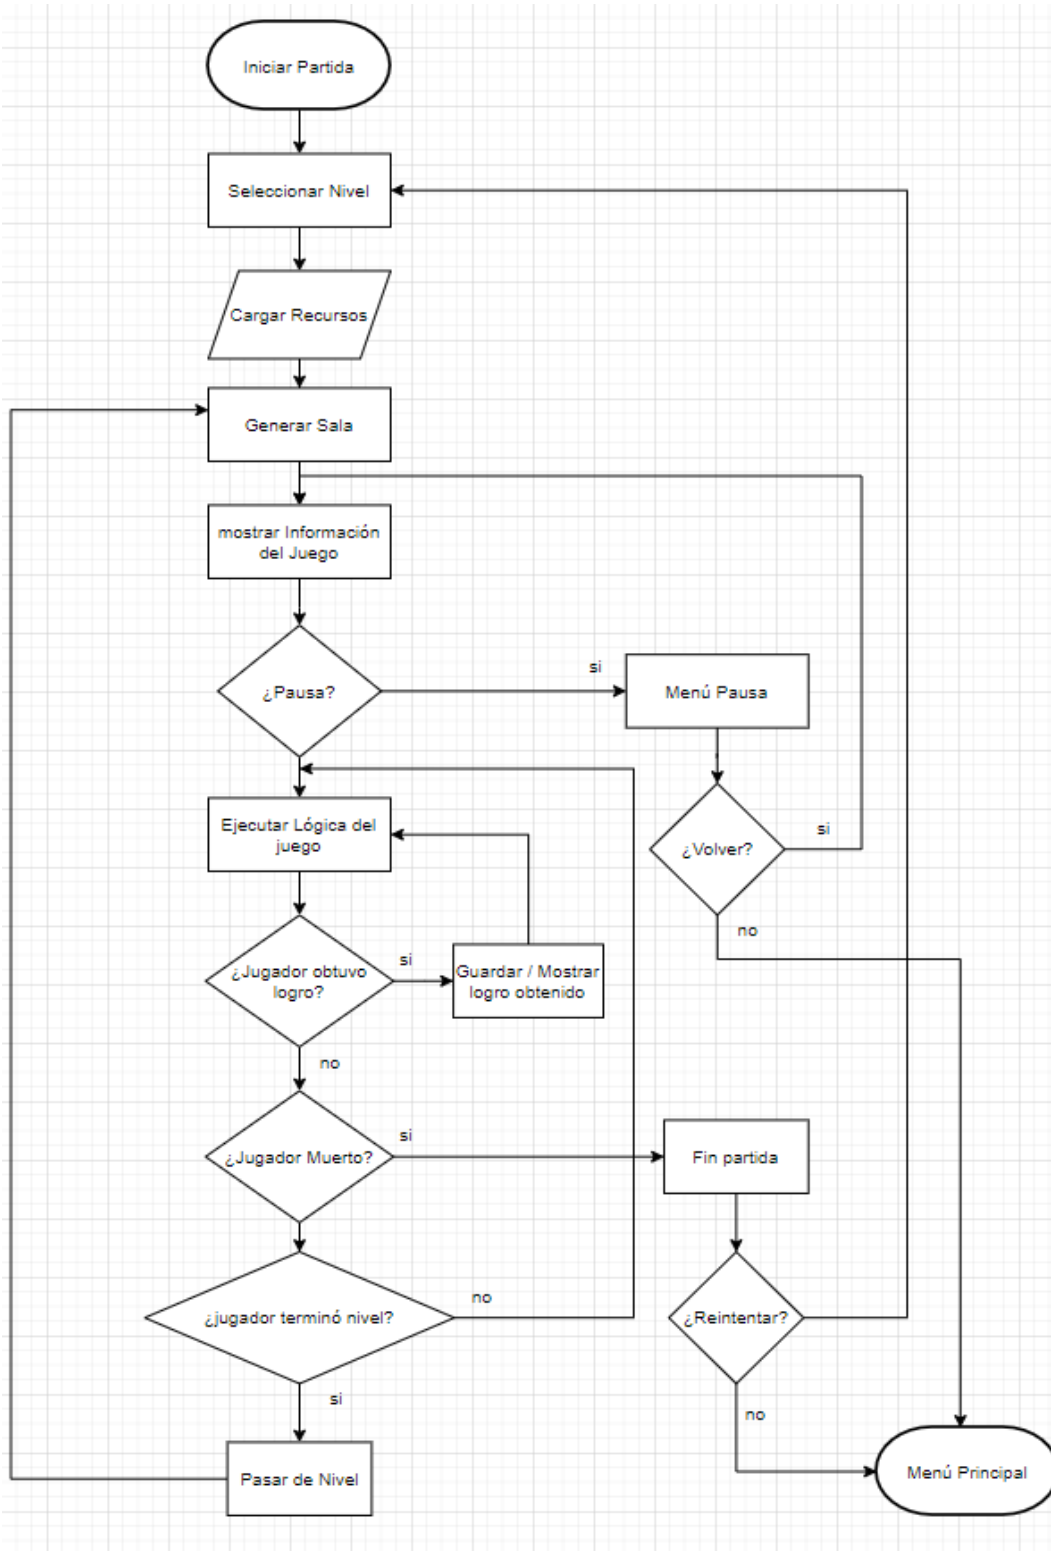 Iniciar Partida
Seleccionar Nivel
Cargar Recursos
Generar Sala
mostrar Información
del Juego
¿Pausa?
si
Menú Pausa
¿Volver?
si
no
Ejecutar Lógica del
juego
¿Jugador obtuvo
logro?
si
Guardar / Mostrar
logro obtenido
no
¿Jugador Muerto?
si
Fin partida
¿jugador terminó nivel?
no
¿Reintentar?
si
no
Pasar de Nivel
Menú Principal